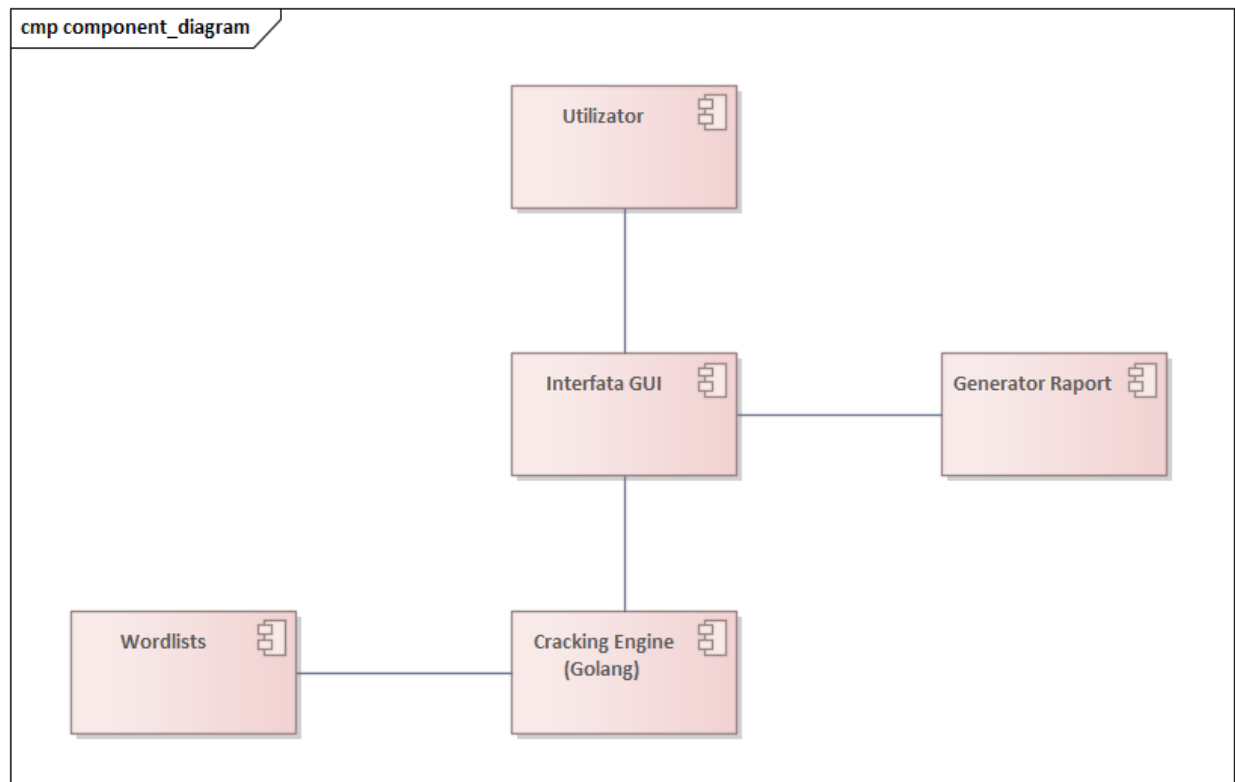 cmp component_diagram
Utilizator
Interfata GUI
Generator Raport
Wordlists
Cracking Engine
(Golang)